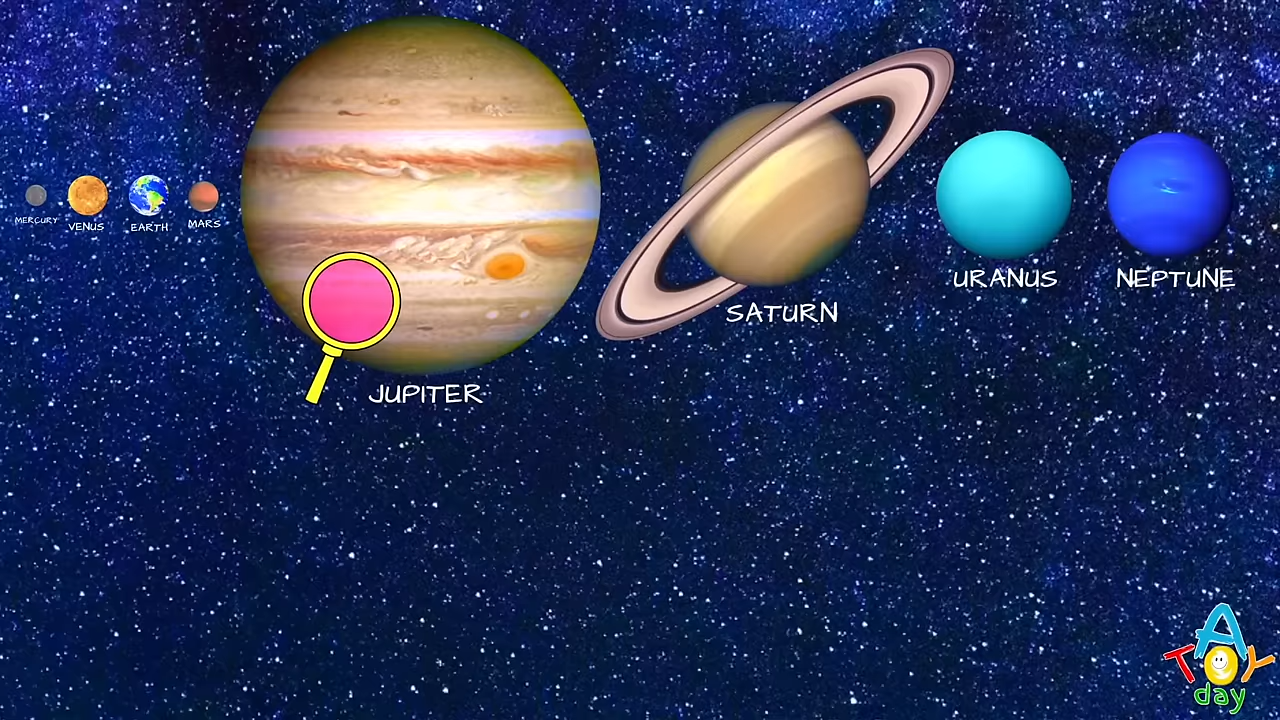 MERCURY
VENUS
EARTH
MARS
JUPITER
SATURN
URANUS
NEPTUNE
A
TOY
day